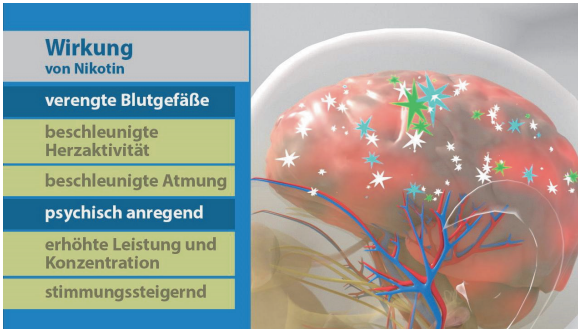 Wirkung
von Nikotin
verengte Blutgefäße
beschleunigte
Herzaktivität
beschleunigte Atmung
psychisch anregend
erhöhte Leistung und
Konzentration
stimmungssteigernd